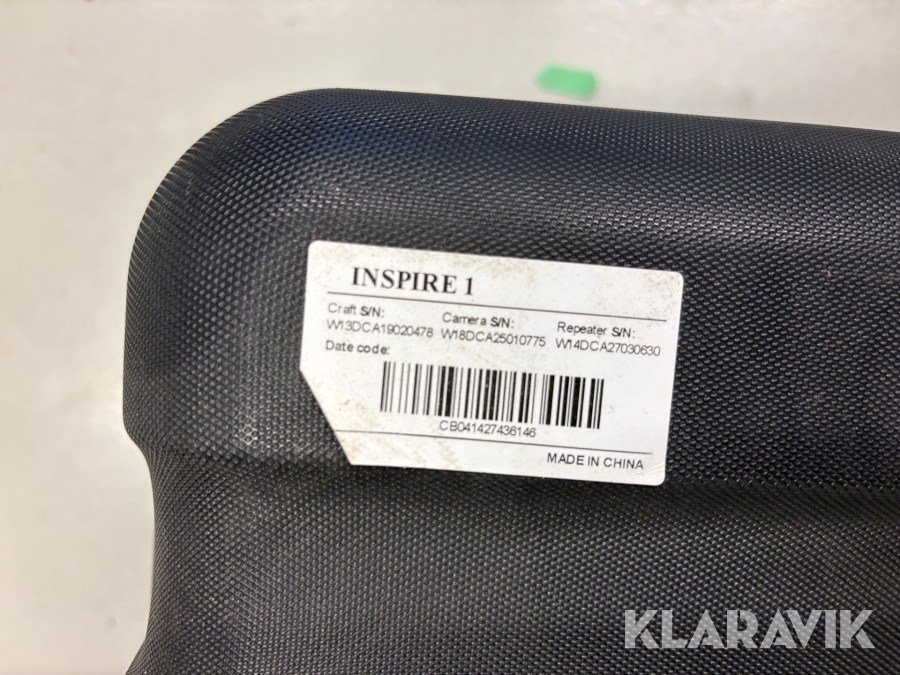 INSPIRE 1
Craft S/N: Camera S/N: Repeater S/N:
W13DCA19020478 W18DCA25010775 W14DCA27030630
Date code:
CB041427436146
MADE IN CHINA
KLARAVIK